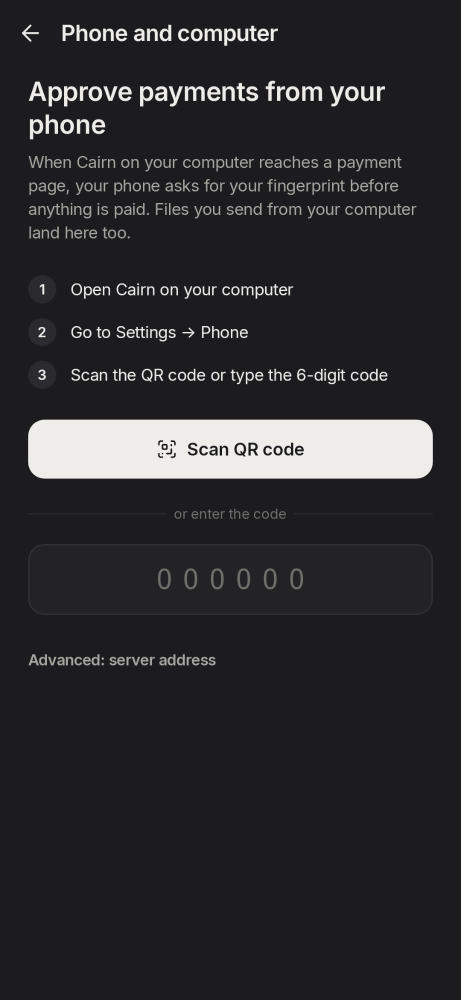 Phone and computer
Approve payments from your
phone
When Cairn on your computer reaches a payment
page, your phone asks for your fingerprint before
anything is paid. Files you send from your computer
land here too.
1 Open Cairn on your computer
2 Go to Settings → Phone
3 Scan the QR code or type the 6-digit code
Scan QR code
or enter the code
000000
Advanced: server address